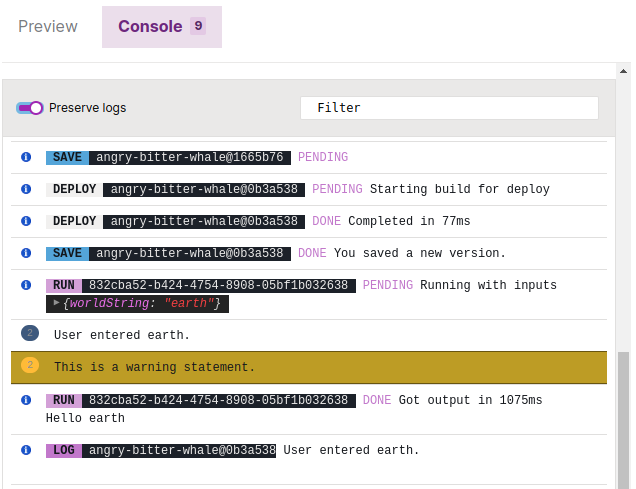 Preview Console 9
Preserve logs Filter
SAVE angry-bitter-whale@1665b76 PENDING
DEPLOY angry-bitter-whale@0b3a538 PENDING Starting build for deploy
DEPLOY angry-bitter-whale@0b3a538 DONE Completed in 77ms
SAVE angry-bitter-whale@0b3a538 DONE You saved a new version.
RUN 832cba52-b424-4754-8908-05bf1b032638 PENDING Running with inputs
▶{worldString: "earth"}
2 User entered earth.
2 This is a warning statement.
RUN 832cba52-b424-4754-8908-05bf1b032638 DONE Got output in 1075ms
Hello earth
LOG angry-bitter-whale@0b3a538 User entered earth.